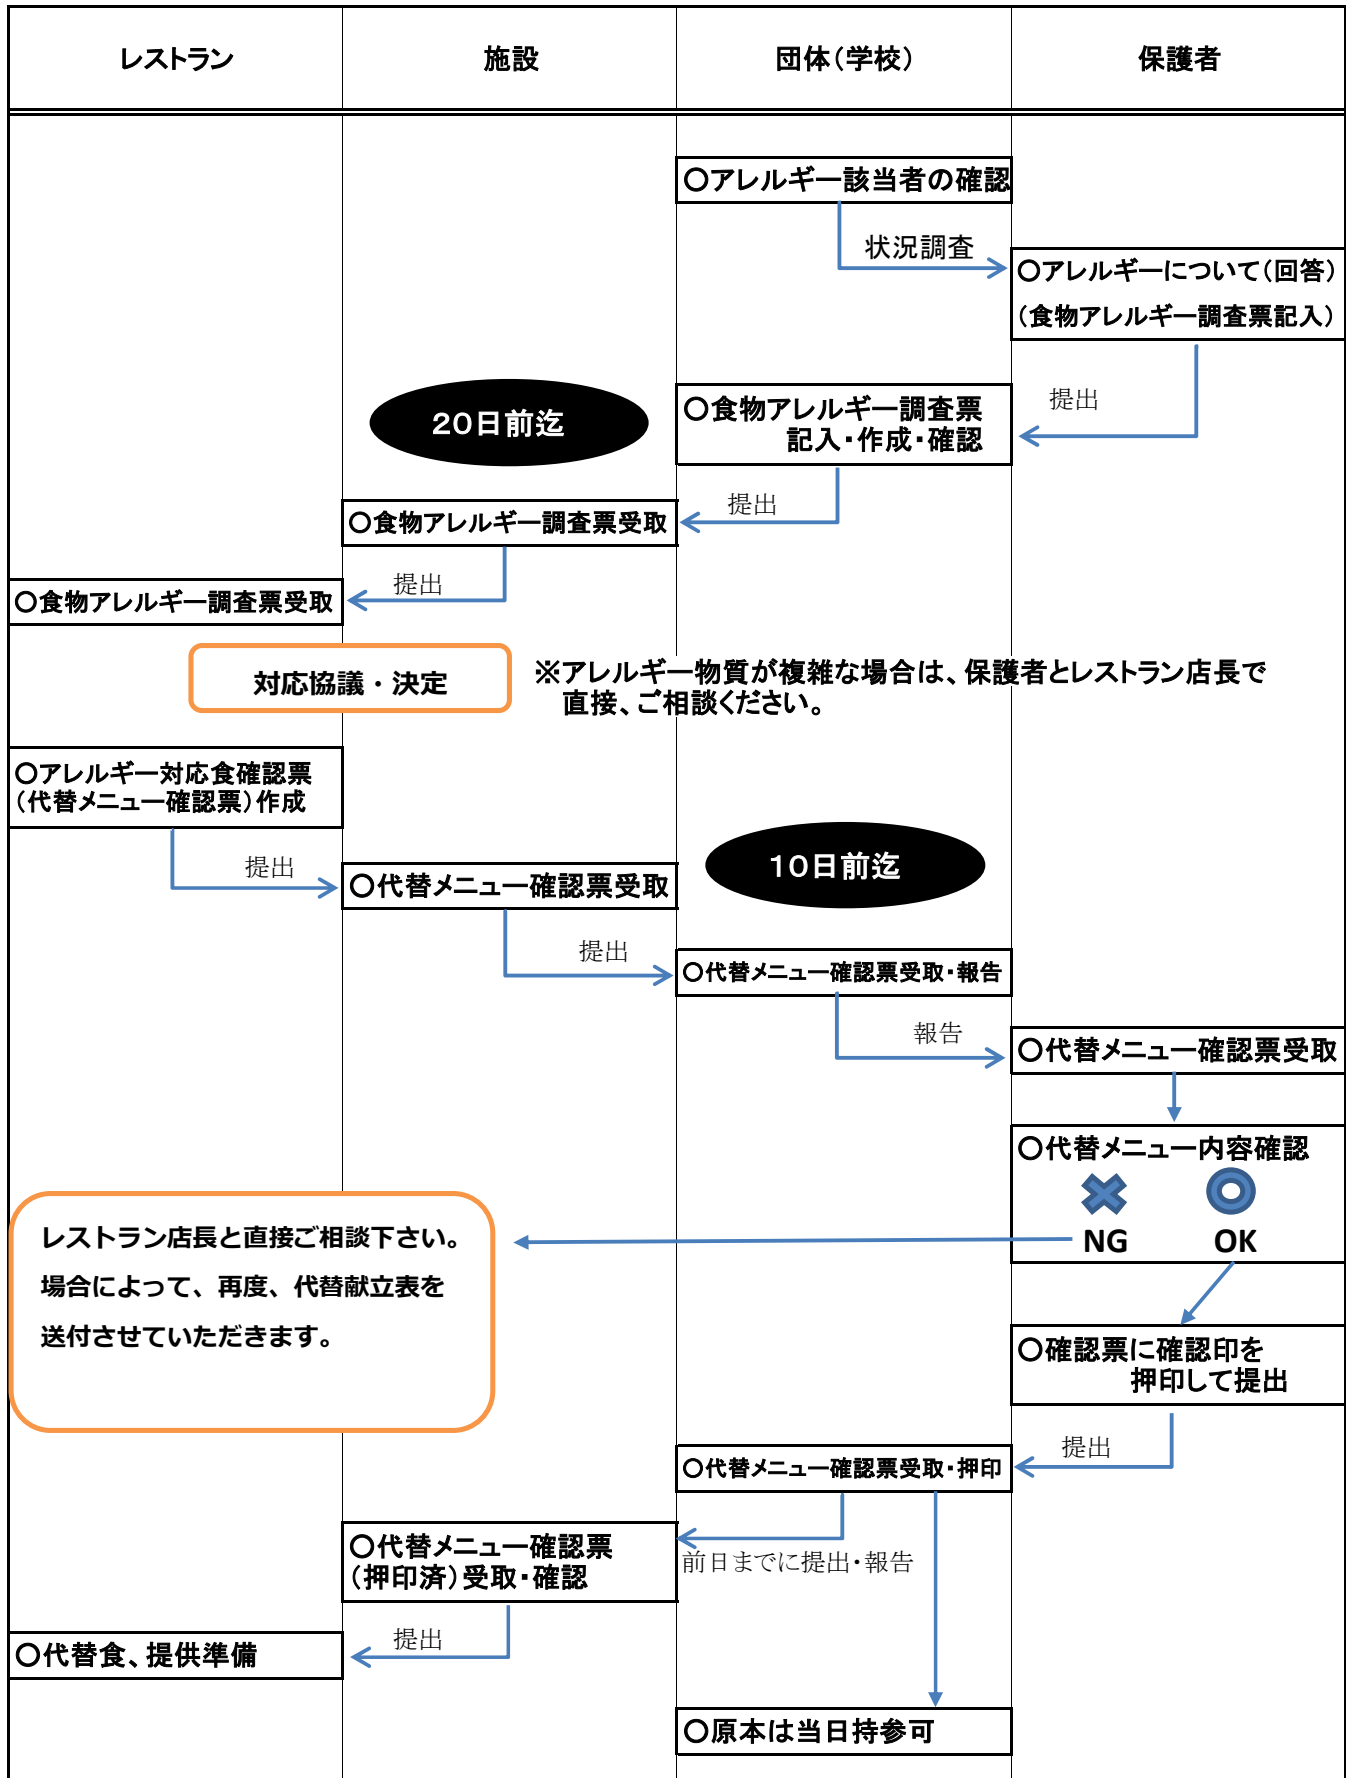 レストラン
施設
団体(学校)
保護者
〇アレルギー該当者の確認
状況調査
〇アレルギーについて(回答)
(食物アレルギー調査票記入)
提出
20日前迄
〇食物アレルギー調査票
記入・作成・確認
提出
〇食物アレルギー調査票受取
提出
〇食物アレルギー調査票受取
対応協議・決定
※アレルギー物質が複雑な場合は、保護者とレストラン店長で
直接、ご相談ください。
〇アレルギー対応食確認票
(代替メニュー確認票)作成
提出
10日前迄
〇代替メニュー確認票受取
提出
〇代替メニュー確認票受取・報告
報告
〇代替メニュー確認票受取
〇代替メニュー内容確認
NG
OK
レストラン店長と直接ご相談下さい。
場合によって、再度、代替献立表を
送付させていただきます。
〇確認票に確認印を
押印して提出
提出
〇代替メニュー確認票受取・押印
前日までに提出・報告
〇代替メニュー確認票
(押印済)受取・確認
提出
〇代替食、提供準備
〇原本は当日持参可